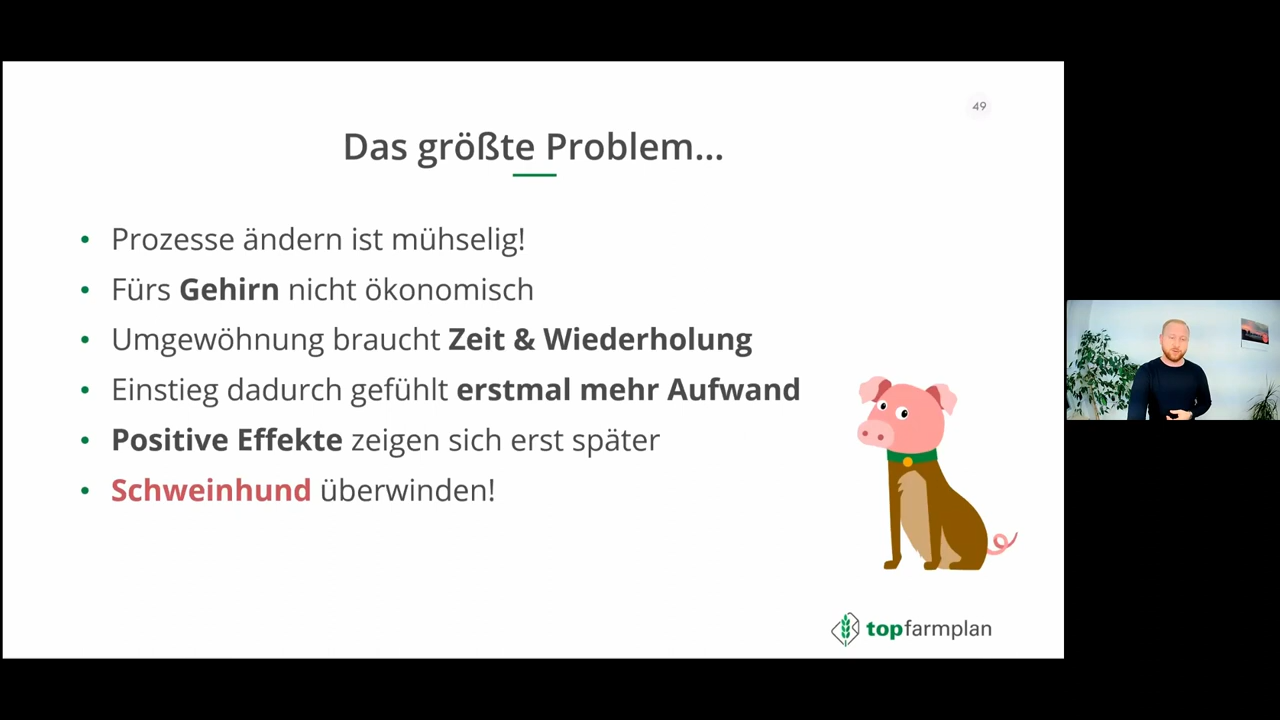 49
Das größte Problem...
• Prozesse ändern ist mühselig!
• Fürs Gehirn nicht ökonomisch
• Umgewöhnung braucht Zeit & Wiederholung
• Einstieg dadurch gefühlt erstmal mehr Aufwand
• Positive Effekte zeigen sich erst später
• Schweinhund überwinden!
topfarmplan